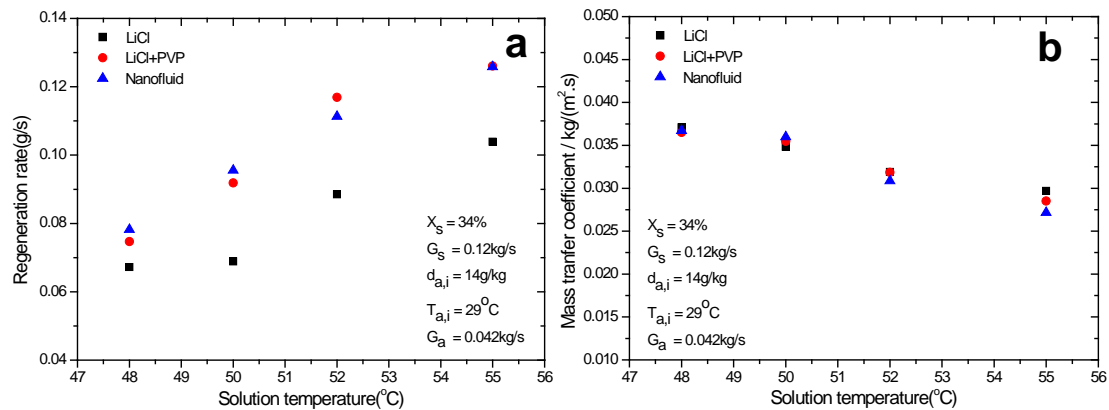 a
LiCl
LiCl+PVP
Nanofluid
Regeneration rate(g/s)
0.14
0.12
0.10
0.08
0.06
0.04
X_s = 34%
G_s = 0.12kg/s
d_a,i = 14g/kg
T_a,i = 29°C
G_a = 0.042kg/s
47 48 49 50 51 52 53 54 55 56
Solution temperature(°C)
b
LiCl
LiCl+PVP
Nanofluid
Mass tranfer coefficient / kg/(m².s)
0.050
0.045
0.040
0.035
0.030
0.025
0.020
0.015
0.010
X_s = 34%
G_s = 0.12kg/s
d_a,i = 14g/kg
T_a,i = 29°C
G_a = 0.042kg/s
47 48 49 50 51 52 53 54 55 56
Solution temperature(°C)